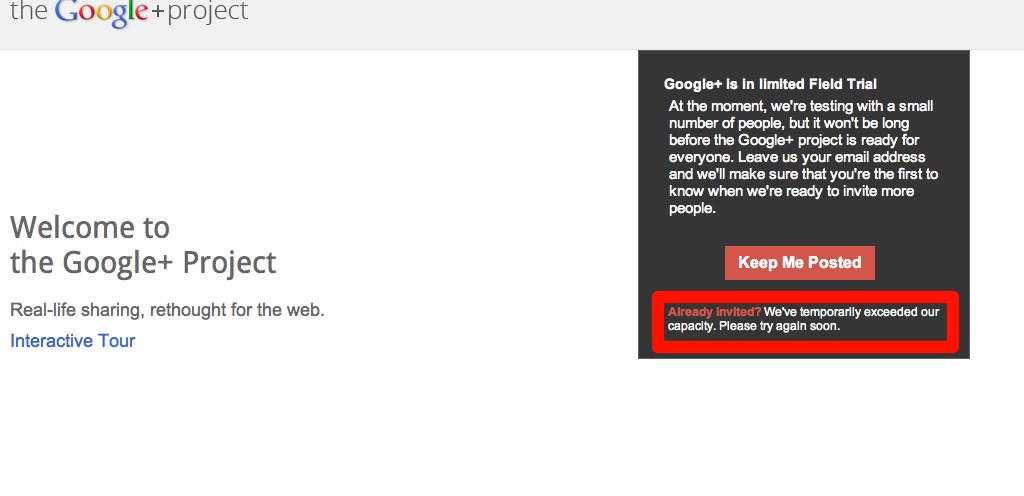 the Google+project
Google+ is in limited Field Trial
At the moment, we're testing with a small
number of people, but it won't be long
before the Google+ project is ready for
everyone. Leave us your email address
and we'll make sure that you're the first to
know when we're ready to invite more
people.
Keep Me Posted
Already invited? We've temporarily exceeded our
capacity. Please try again soon.
Welcome to
the Google+ Project
Real-life sharing, rethought for the web.
Interactive Tour